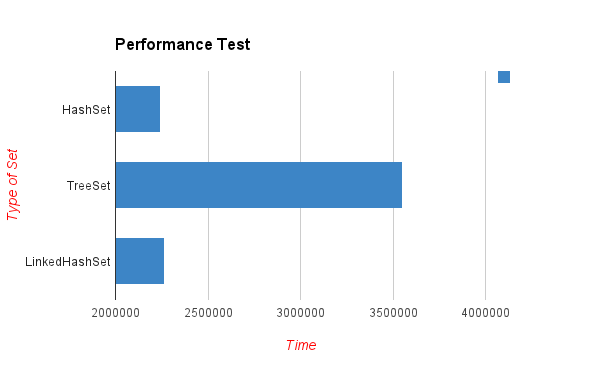 Performance Test
HashSet
TreeSet
LinkedHashSet
Type of Set
2000000 2500000 3000000 3500000 4000000
Time